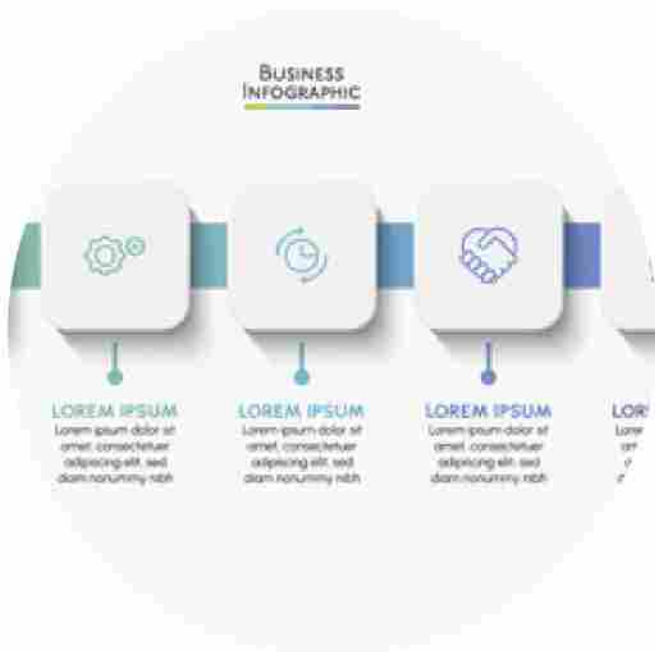 BUSINESS
INFOGRAPHIC
LOREM IPSUM
Lorem ipsum dolor sit
amet, consectetuer
adipiscing elit, sed
diam nonummy nibh
LOREM IPSUM
Lorem ipsum dolor sit
amet, consectetuer
adipiscing elit, sed
diam nonummy nibh
LOREM IPSUM
Lorem ipsum dolor sit
amet, consectetuer
adipiscing elit, sed
diam nonummy nibh
LOR
Lore